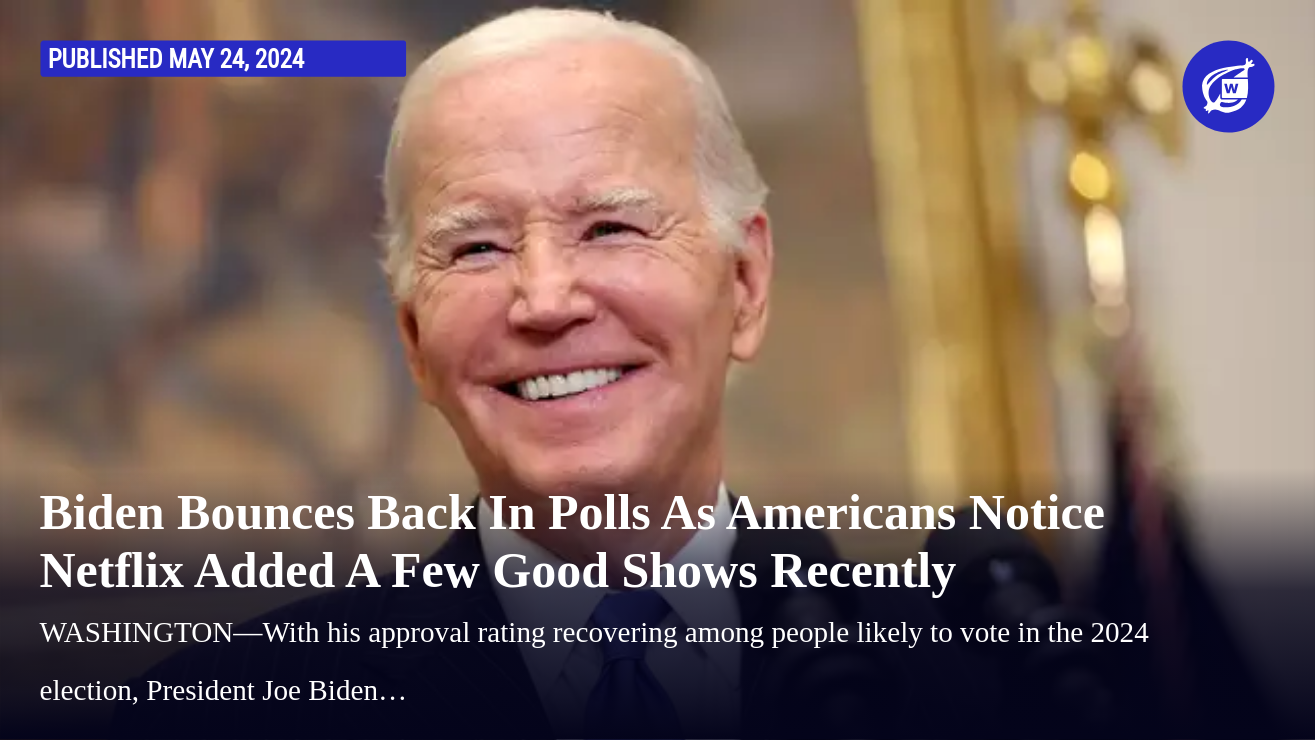 PUBLISHED MAY 24, 2024
W
Biden Bounces Back In Polls As Americans Notice
Netflix Added A Few Good Shows Recently
WASHINGTON—With his approval rating recovering among people likely to vote in the 2024
election, President Joe Biden…